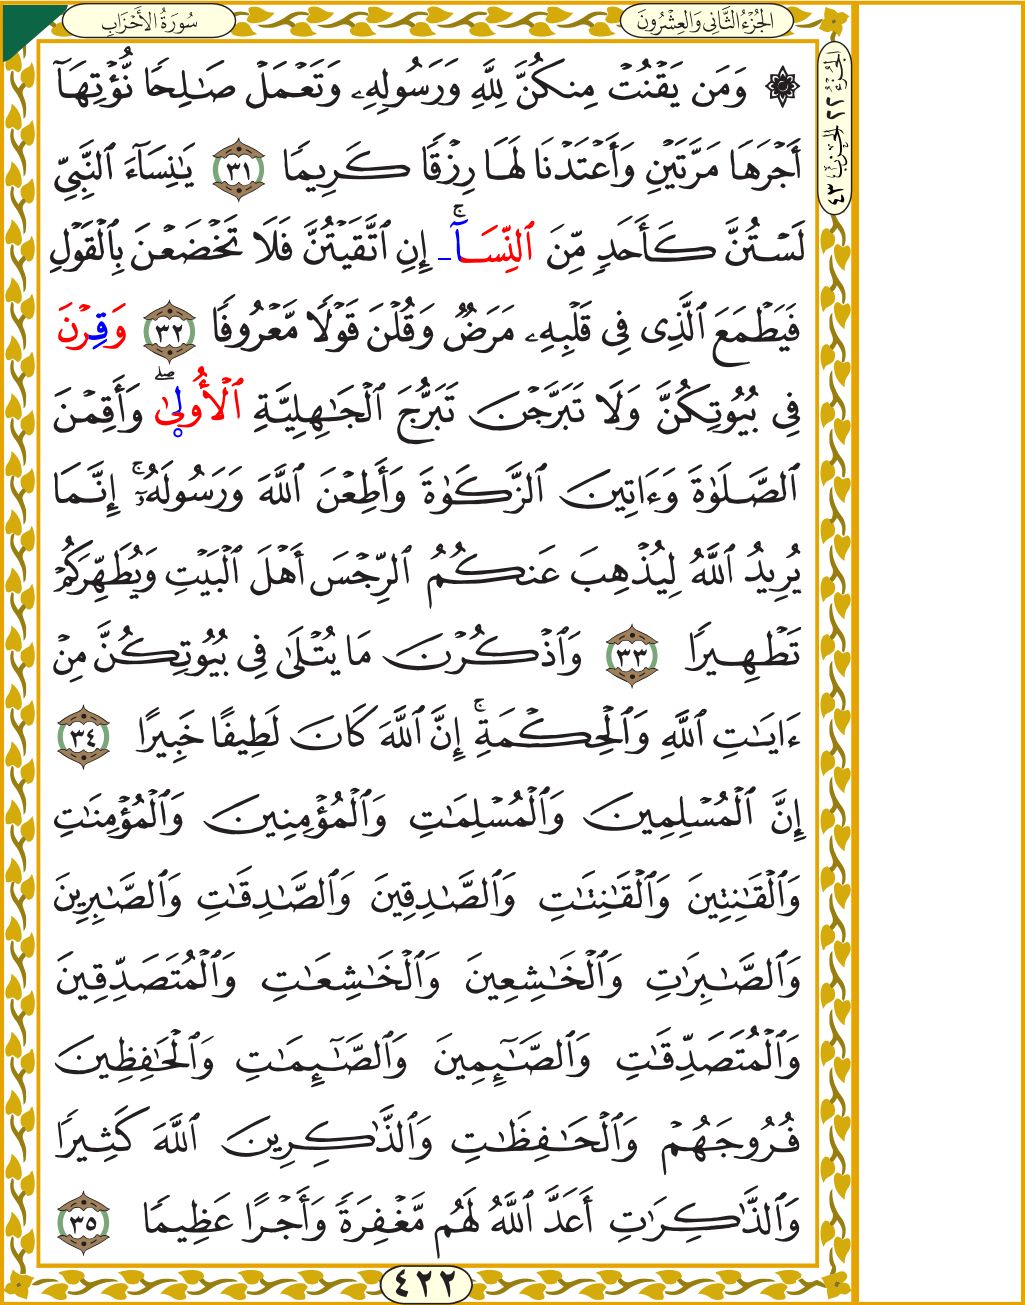 سُورَةُ الأَحْزَابِ
الجُزْءُ الثَّانِي وَالعِشْرُونَ
۞ وَمَن يَقْنُتْ مِنكُنَّ لِلَّهِ وَرَسُولِهِۦ وَتَعْمَلْ صَٰلِحًا نُّؤْتِهَآ
أَجْرَهَا مَرَّتَيْنِ وَأَعْتَدْنَا لَهَا رِزْقًا كَرِيمًا ٣١ يَٰنِسَآءَ ٱلنَّبِيِّ
لَسْتُنَّ كَأَحَدٍ مِّنَ ٱلنِّسَآ۬ـۚ إِنِ ٱتَّقَيْتُنَّ فَلَا تَخْضَعْنَ بِٱلْقَوْلِ
فَيَطْمَعَ ٱلَّذِى فِى قَلْبِهِۦ مَرَضٌ وَقُلْنَ قَوْلًا مَّعْرُوفًا ٣٢ وَقِرْنَ
فِى بُيُوتِكُنَّ وَلَا تَبَرَّجْنَ تَبَرُّجَ ٱلْجَٰهِلِيَّةِ ٱلْأُولىٰۖ وَأَقِمْنَ
ٱلصَّلَوٰةَ وَءَاتِينَ ٱلزَّكَوٰةَ وَأَطِعْنَ ٱللَّهَ وَرَسُولَهُۥٓۚ إِنَّمَا
يُرِيدُ ٱللَّهُ لِيُذْهِبَ عَنكُمُ ٱلرِّجْسَ أَهْلَ ٱلْبَيْتِ وَيُطَهِّرَكُمْ
تَطْهِيرًا ٣٣ وَٱذْكُرْنَ مَا يُتْلَىٰ فِى بُيُوتِكُنَّ مِنْ
ءَايَٰتِ ٱللَّهِ وَٱلْحِكْمَةِۚ إِنَّ ٱللَّهَ كَانَ لَطِيفًا خَبِيرًا ٣٤
إِنَّ ٱلْمُسْلِمِينَ وَٱلْمُسْلِمَٰتِ وَٱلْمُؤْمِنِينَ وَٱلْمُؤْمِنَٰتِ
وَٱلْقَٰنِتِينَ وَٱلْقَٰنِتَٰتِ وَٱلصَّٰدِقِينَ وَٱلصَّٰدِقَٰتِ وَٱلصَّٰبِرِينَ
وَٱلصَّٰبِرَٰتِ وَٱلْخَٰشِعِينَ وَٱلْخَٰشِعَٰتِ وَٱلْمُتَصَدِّقِينَ
وَٱلْمُتَصَدِّقَٰتِ وَٱلصَّٰٓئِمِينَ وَٱلصَّٰٓئِمَٰتِ وَٱلْحَٰفِظِينَ
فُرُوجَهُمْ وَٱلْحَٰفِظَٰتِ وَٱلذَّٰكِرِينَ ٱللَّهَ كَثِيرًا
وَٱلذَّٰكِرَٰتِ أَعَدَّ ٱللَّهُ لَهُم مَّغْفِرَةً وَأَجْرًا عَظِيمًا ٣٥
الجُزْءُ ٢٢ الحِزْبُ ٤٣
٤٢٢